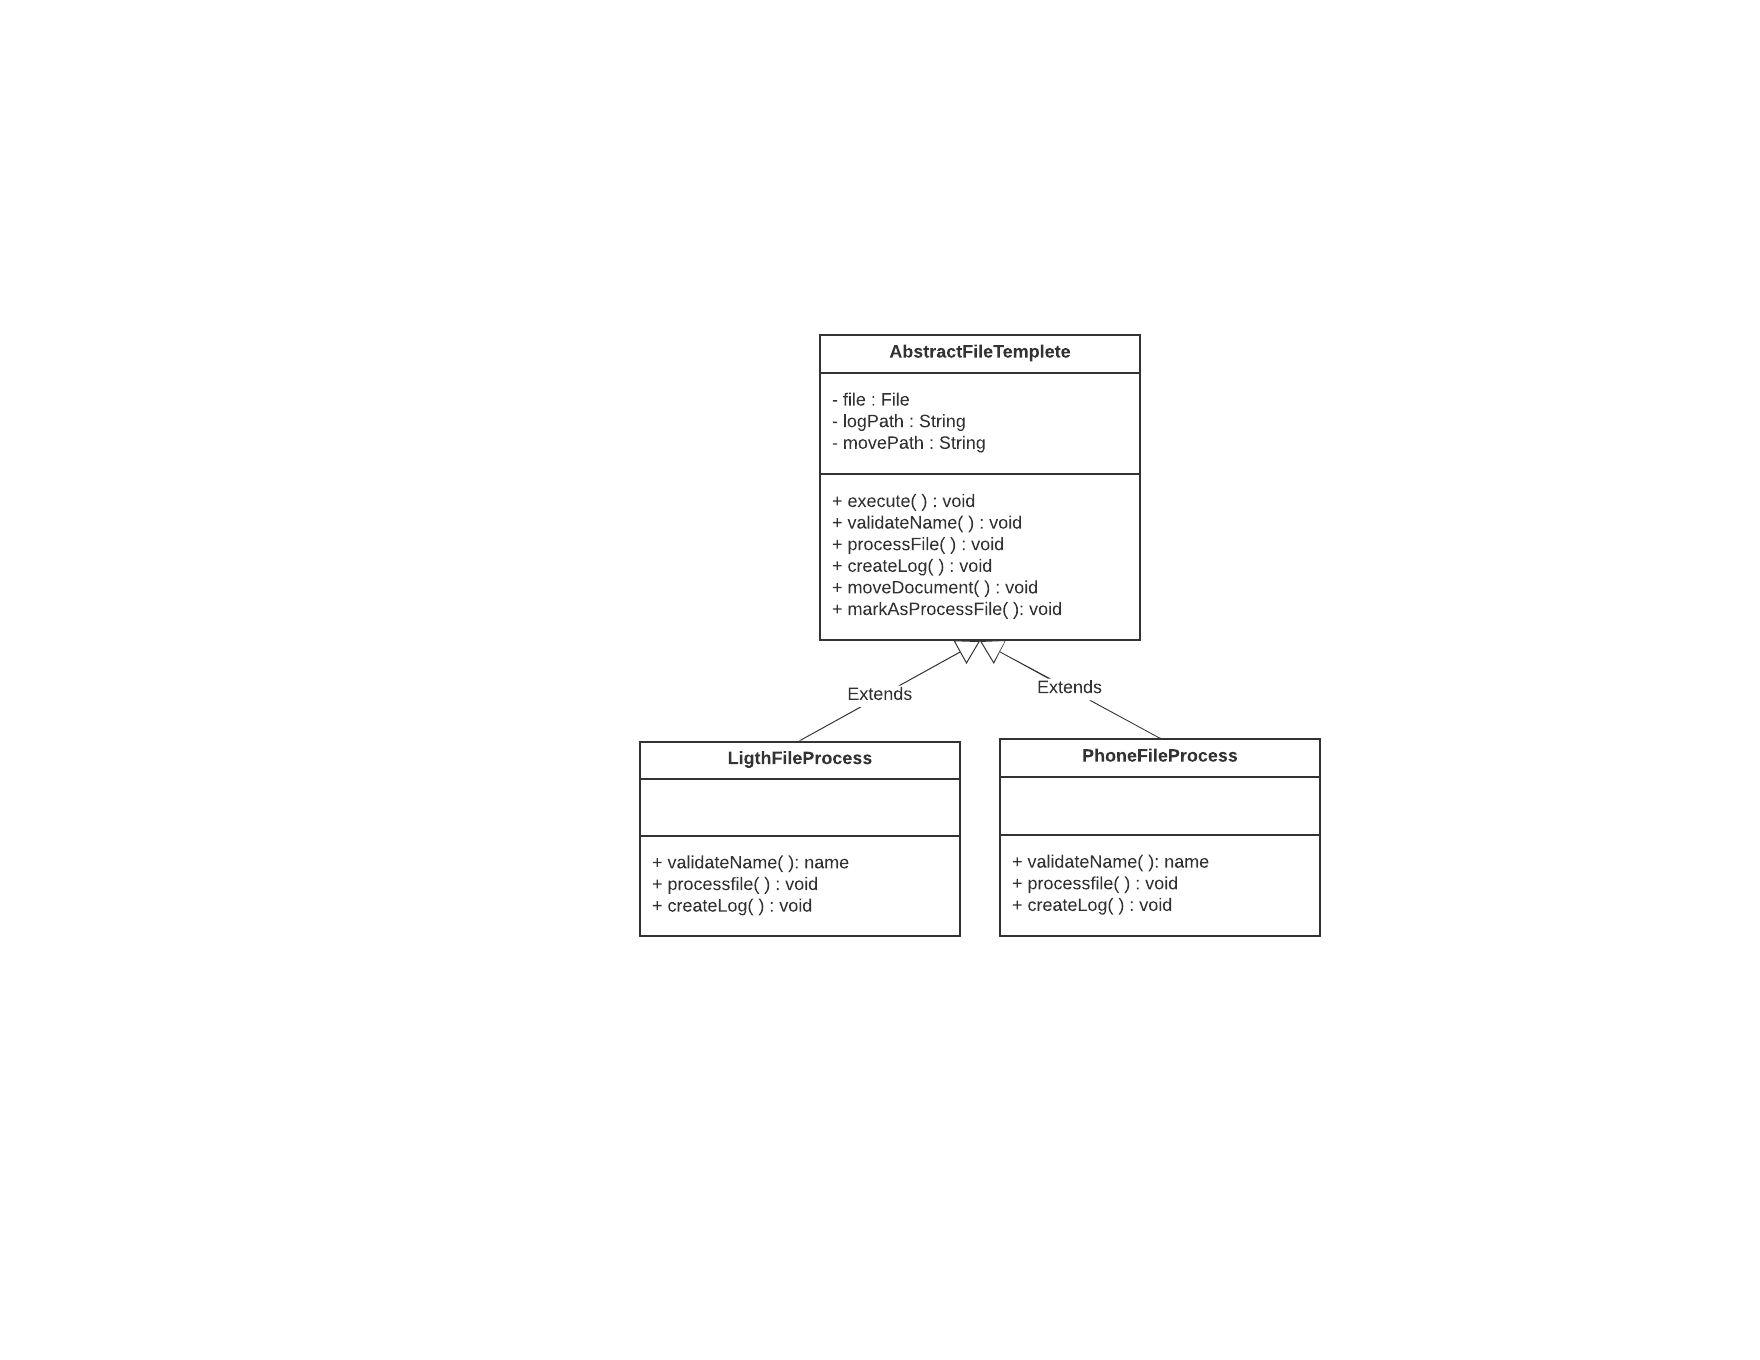 AbstractFileTemplete
- file : File
- logPath : String
- movePath : String
+ execute( ) : void
+ validateName( ) : void
+ processFile( ) : void
+ createLog( ) : void
+ moveDocument( ) : void
+ markAsProcessFile( ): void
Extends
Extends
LigthFileProcess
+ validateName( ): name
+ processfile( ) : void
+ createLog( ) : void
PhoneFileProcess
+ validateName( ): name
+ processfile( ) : void
+ createLog( ) : void